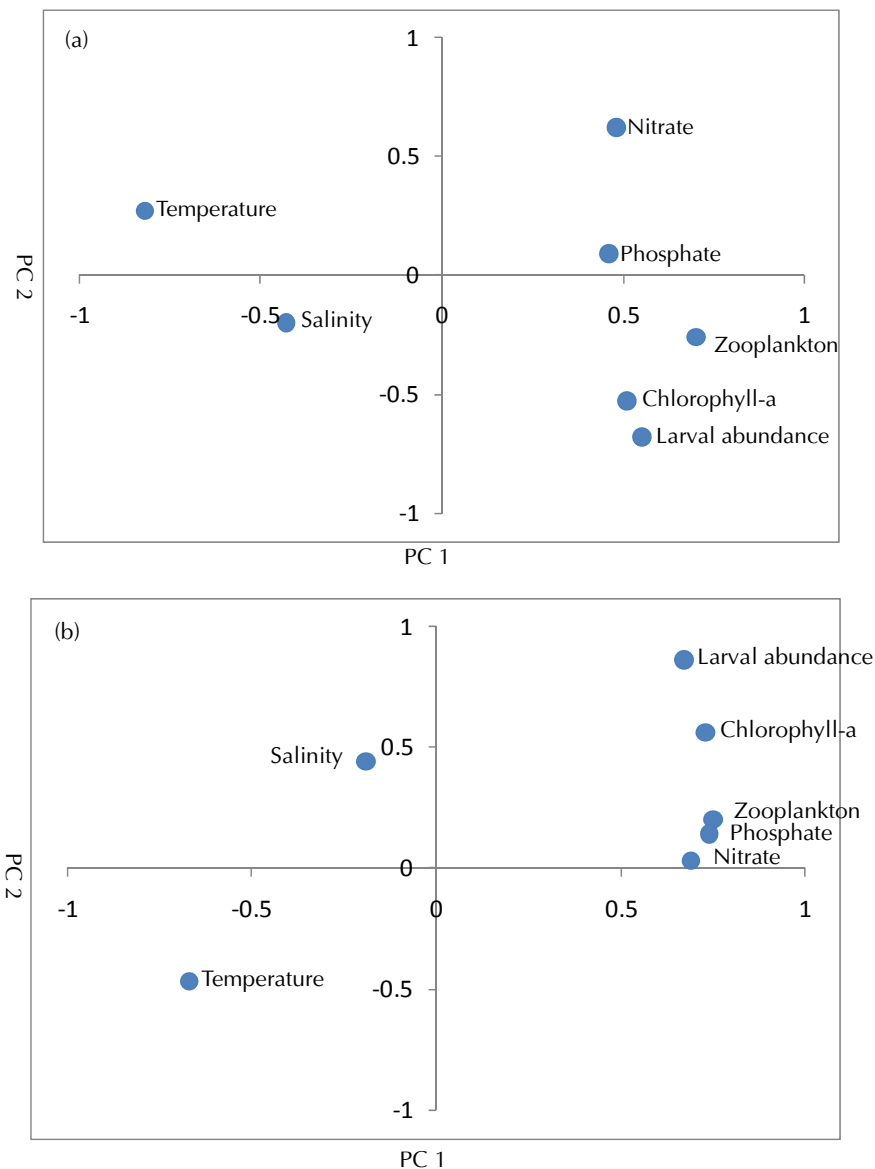 (a)
1
Nitrate
0.5
Temperature
Phosphate
0
PC 2
-1
-0.5
0
0.5
1
Salinity
Zooplankton
-0.5
Chlorophyll-a
Larval abundance
-1
PC 1
(b)
1
Larval abundance
Chlorophyll-a
Salinity
0.5
Zooplankton
Phosphate
Nitrate
0
PC 2
-1
-0.5
0
0.5
1
Temperature
-0.5
-1
PC 1